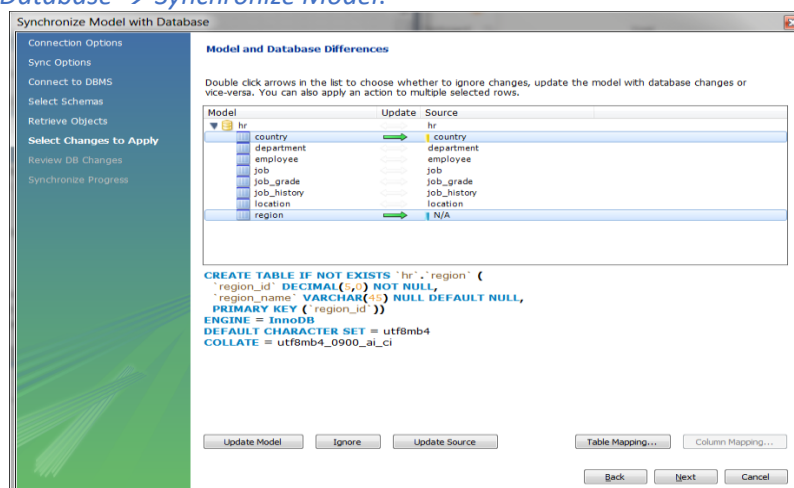 Database → Synchronize Model.
Synchronize Model with Database
Connection Options
Sync Options
Connect to DBMS
Select Schemas
Retrieve Objects
Select Changes to Apply
Review DB Changes
Synchronize Progress
Model and Database Differences
Double click arrows in the list to choose whether to ignore changes, update the model with database changes or
vice-versa. You can also apply an action to multiple selected rows.
Model Update Source
hr hr
country country
department department
employee employee
job job
job_grade job_grade
job_history job_history
location location
region N/A
CREATE TABLE IF NOT EXISTS `hr`.`region` (
`region_id` DECIMAL(5,0) NOT NULL,
`region_name` VARCHAR(45) NULL DEFAULT NULL,
PRIMARY KEY (`region_id`))
ENGINE = InnoDB
DEFAULT CHARACTER SET = utf8mb4
COLLATE = utf8mb4_0900_ai_ci
Update Model Ignore Update Source Table Mapping... Column Mapping...
Back Next Cancel